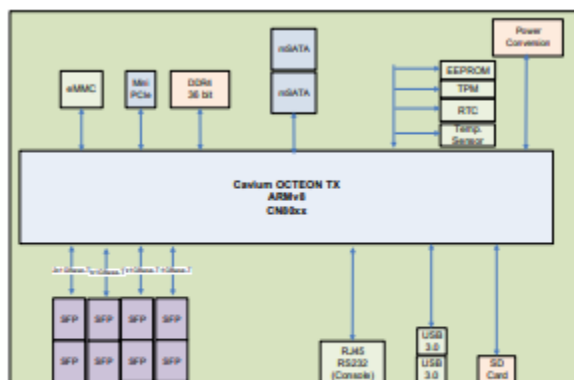 Power
Conversion
mSATA
mSATA
eMMC
Mini
PCIe
DDR4
36 bit
EEPROM
TPM
RTC
Temp.
Sensor
Cavium OCTEON TX
ARMv8
CN80xx
SFP SFP SFP SFP
SFP SFP SFP SFP
RJ45
RS232
(Console)
USB
3.0
USB
3.0
SD
Card